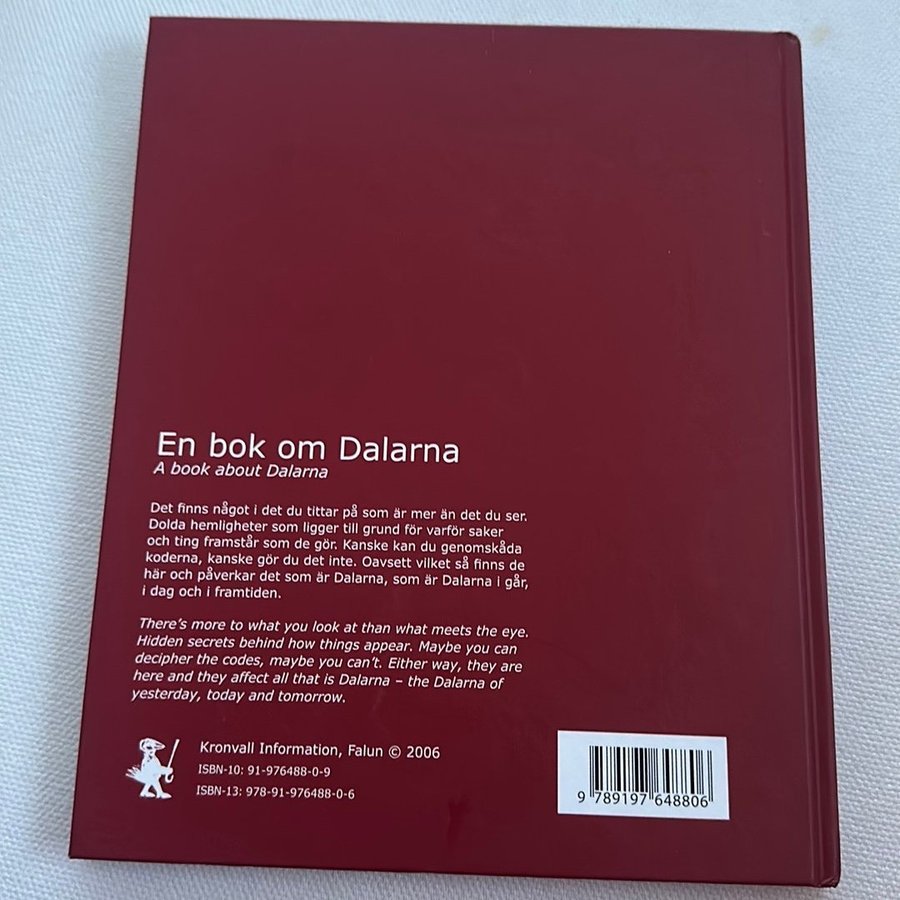 En bok om Dalarna
A book about Dalarna
Det finns något i det du tittar på som är mer än det du ser.
Dolda hemligheter som ligger till grund för varför saker
och ting framstår som de gör. Kanske kan du genomskåda
koderna, kanske gör du det inte. Oavsett vilket så finns de
här och påverkar det som är Dalarna, som är Dalarna i går,
i dag och i framtiden.
There's more to what you look at than what meets the eye.
Hidden secrets behind how things appear. Maybe you can
decipher the codes, maybe you can't. Either way, they are
here and they affect all that is Dalarna – the Dalarna of
yesterday, today and tomorrow.
Kronvall Information, Falun © 2006
ISBN-10: 91-976488-0-9
ISBN-13: 978-91-976488-0-6
9 789197 648806